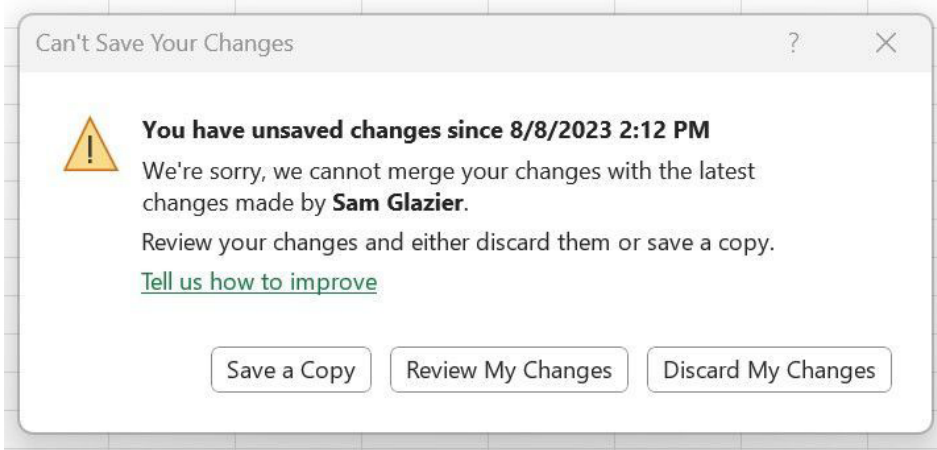 Can't Save Your Changes ?
You have unsaved changes since 8/8/2023 2:12 PM
We're sorry, we cannot merge your changes with the latest
changes made by Sam Glazier.
Review your changes and either discard them or save a copy.
Tell us how to improve
Save a Copy Review My Changes Discard My Changes